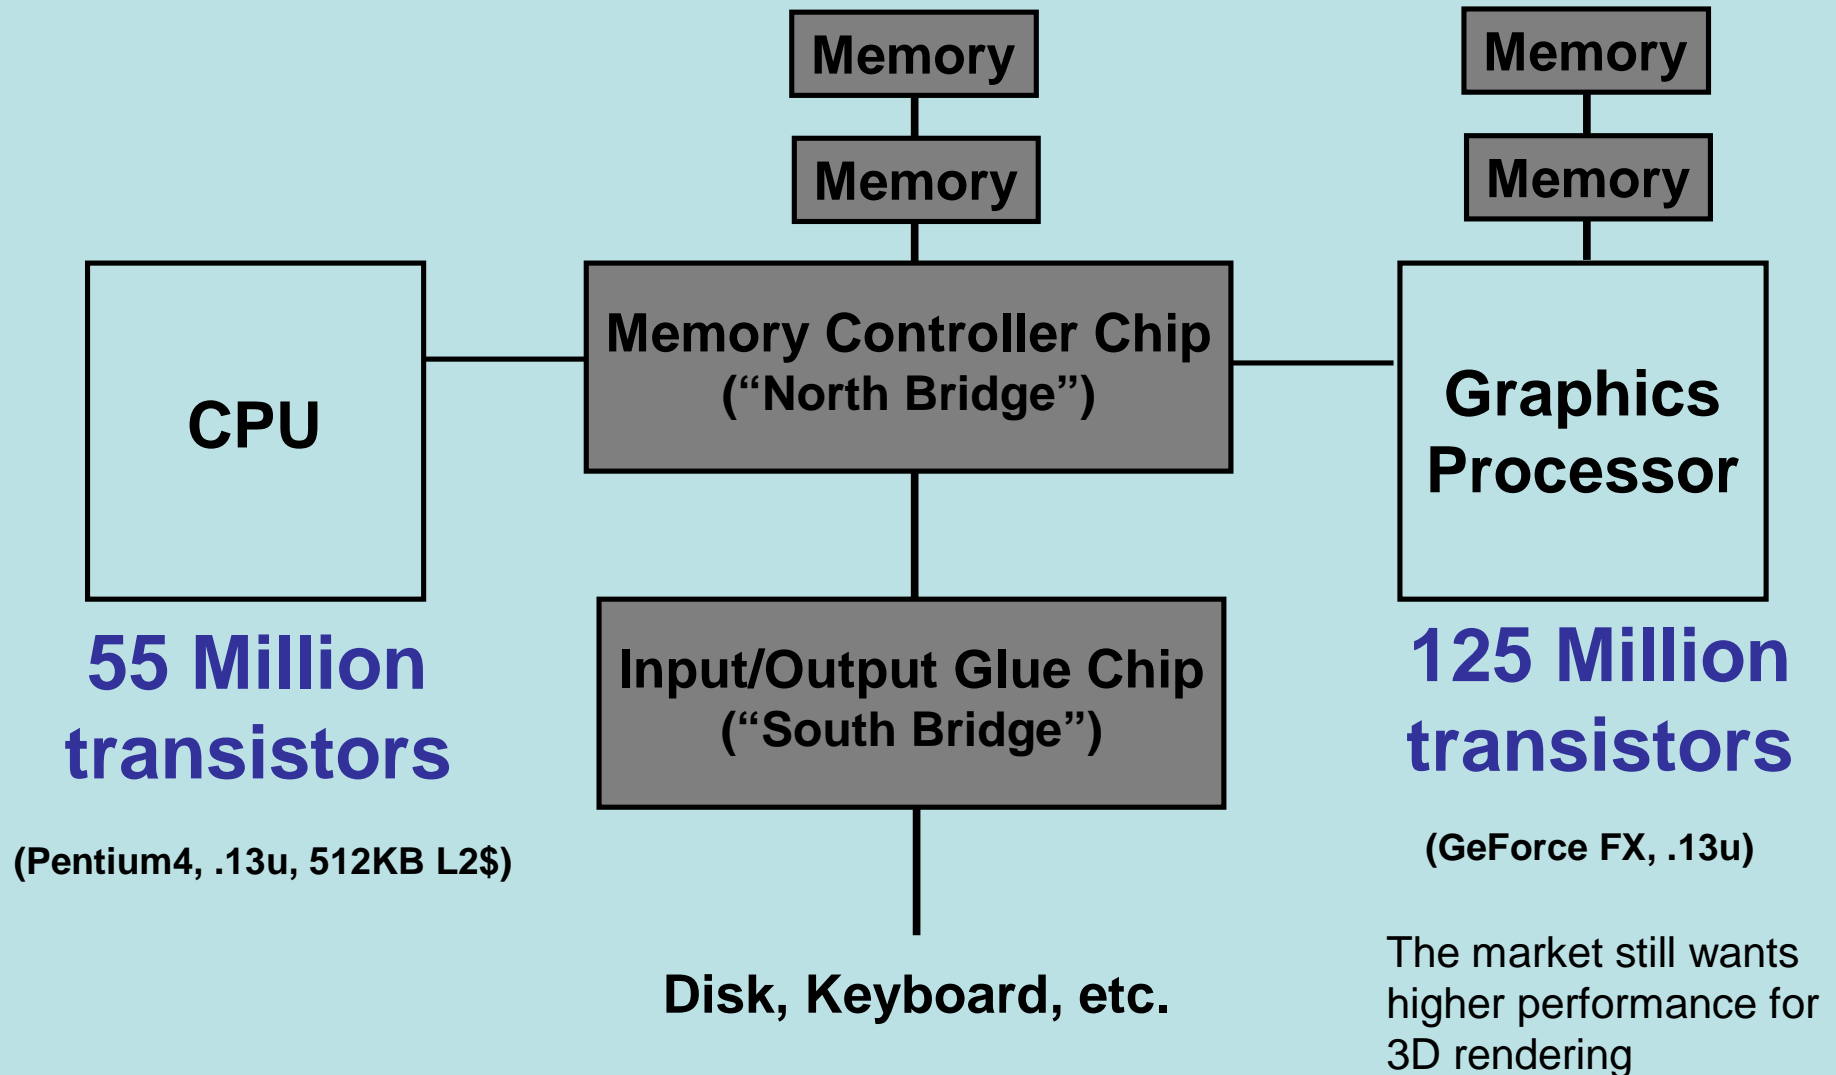 Memory
Memory
Memory
Memory
CPU
Memory Controller Chip
(“North Bridge”)
Graphics
Processor
55 Million
transistors
(Pentium4, .13u, 512KB L2$)
Input/Output Glue Chip
(“South Bridge”)
Disk, Keyboard, etc.
125 Million
transistors
(GeForce FX, .13u)
The market still wants
higher performance for
3D rendering